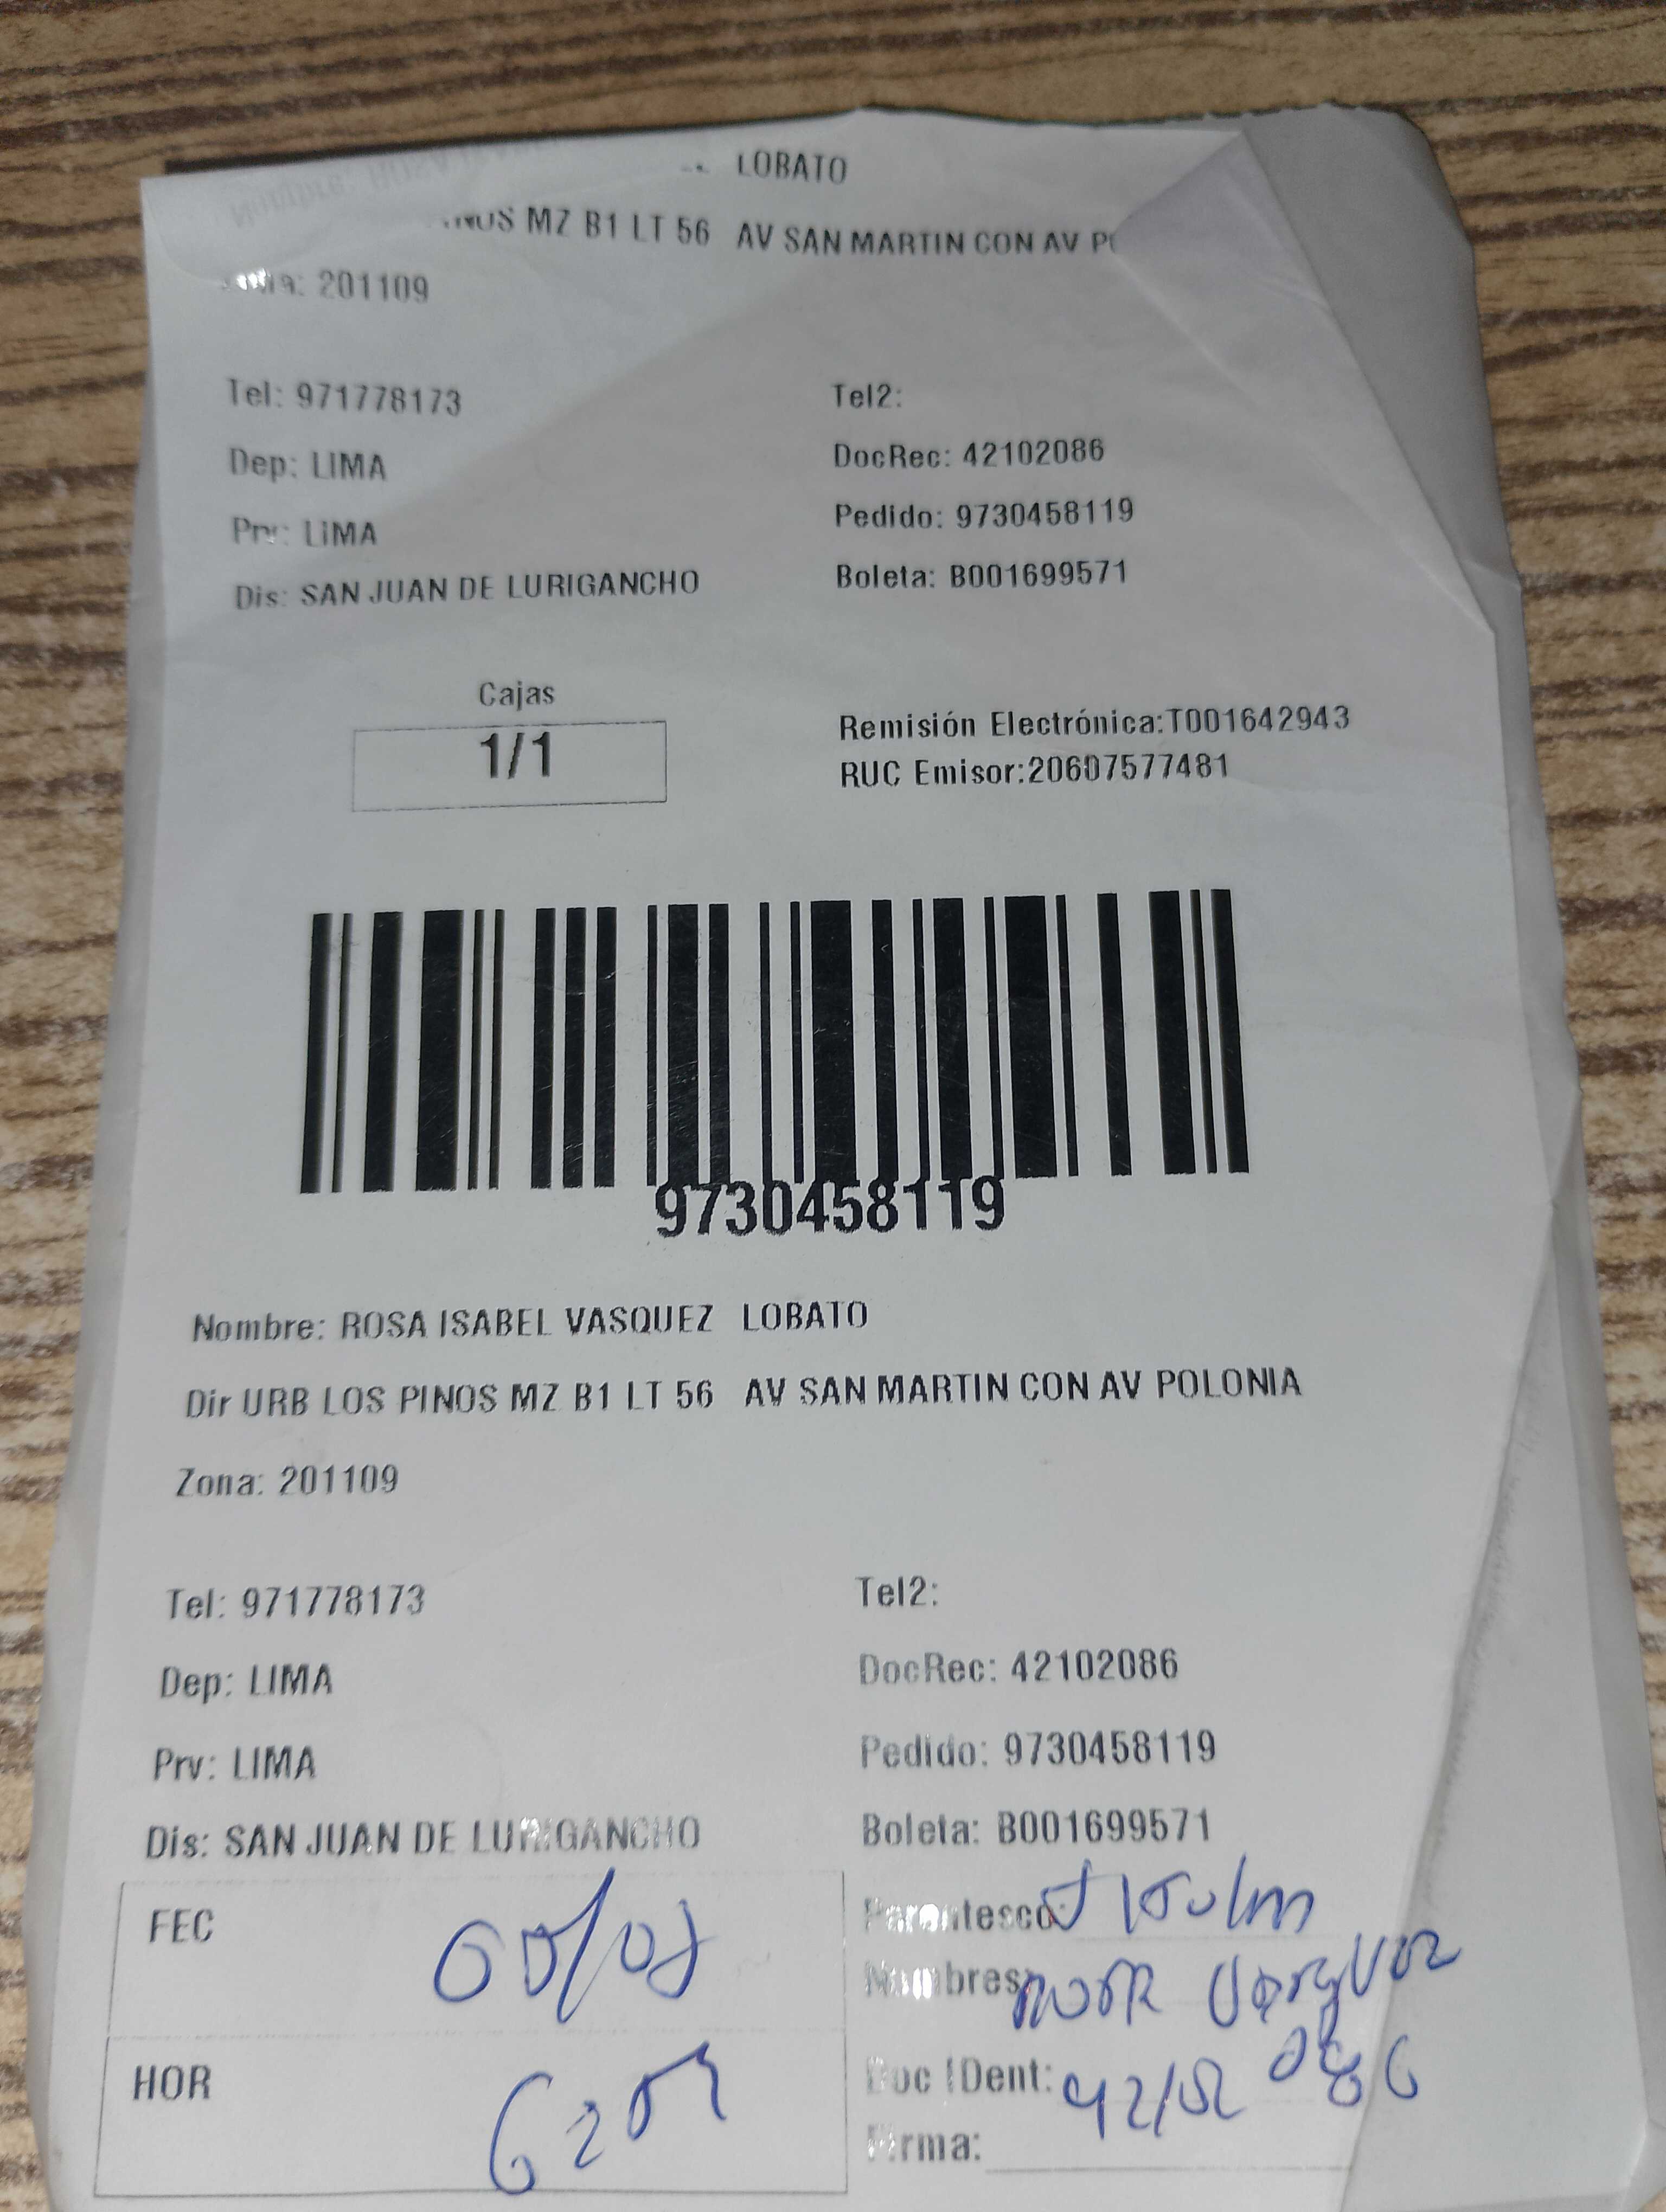 LOBATO
MZ B1 LT 56 AV SAN MARTIN CON AV
201109
Tel: 971778173
Tel2:
Dep: LIMA
DocRec: 42102086
Prv: LIMA
Pedido: 9730458119
Dis: SAN JUAN DE LURIGANCHO
Boleta: B001699571
Cajas
1/1
Remisión Electrónica:T001642943
RUC Emisor:20607577481
9730458119
Nombre: ROSA ISABEL VASQUEZ LOBATO
Dir URB LOS PINOS MZ B1 LT 56 AV SAN MARTIN CON AV POLONIA
Zona: 201109
Tel: 971778173
Tel2:
Dep: LIMA
DocRec: 42102086
Prv: LIMA
Pedido: 9730458119
Dis: SAN JUAN DE LURIGANCHO
Boleta: B001699571
FEC
Parentesco:
Nombres:
HOR
Doc IDent:
Firma: